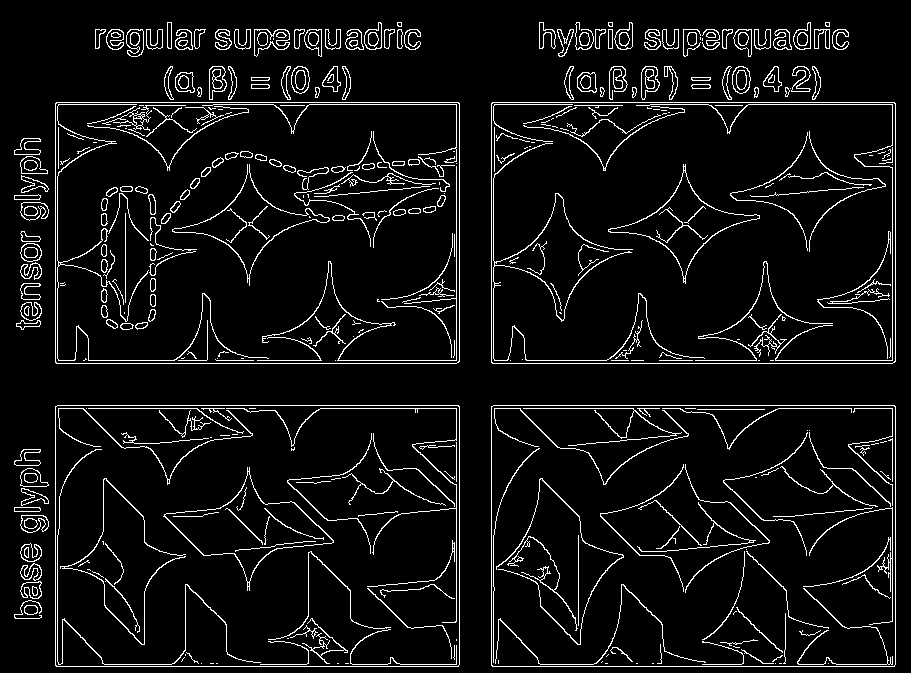 regular superquadric
(α,β) = (0,4)
hybrid superquadric
(α,β,β') = (0,4,2)
tensor glyph
base glyph